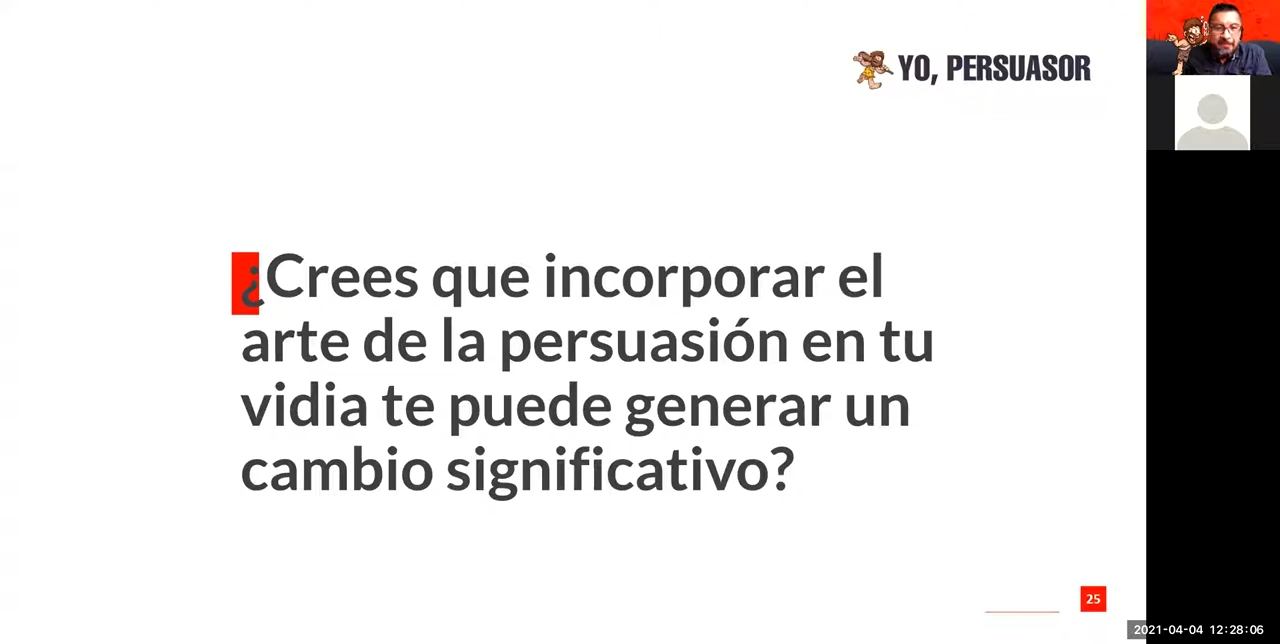 YO, PERSUASOR
¿Crees que incorporar el
arte de la persuasión en tu
vidia te puede generar un
cambio significativo?
25
2021-04-04 12:28:06